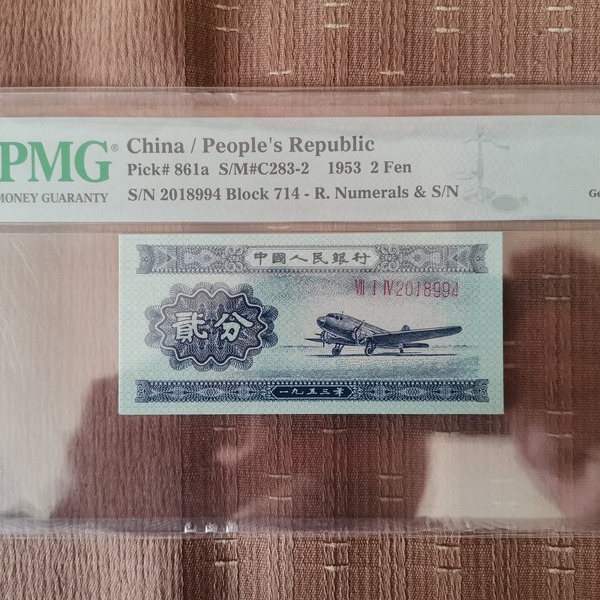 PMG®
MONEY GUARANTY
China / People's Republic
Pick# 861a S/M#C283-2 1953 2 Fen
S/N 2018994 Block 714 - R. Numerals & S/N
Ge
中國人民銀行
VII I IV 2018994
貳分
一九五三年